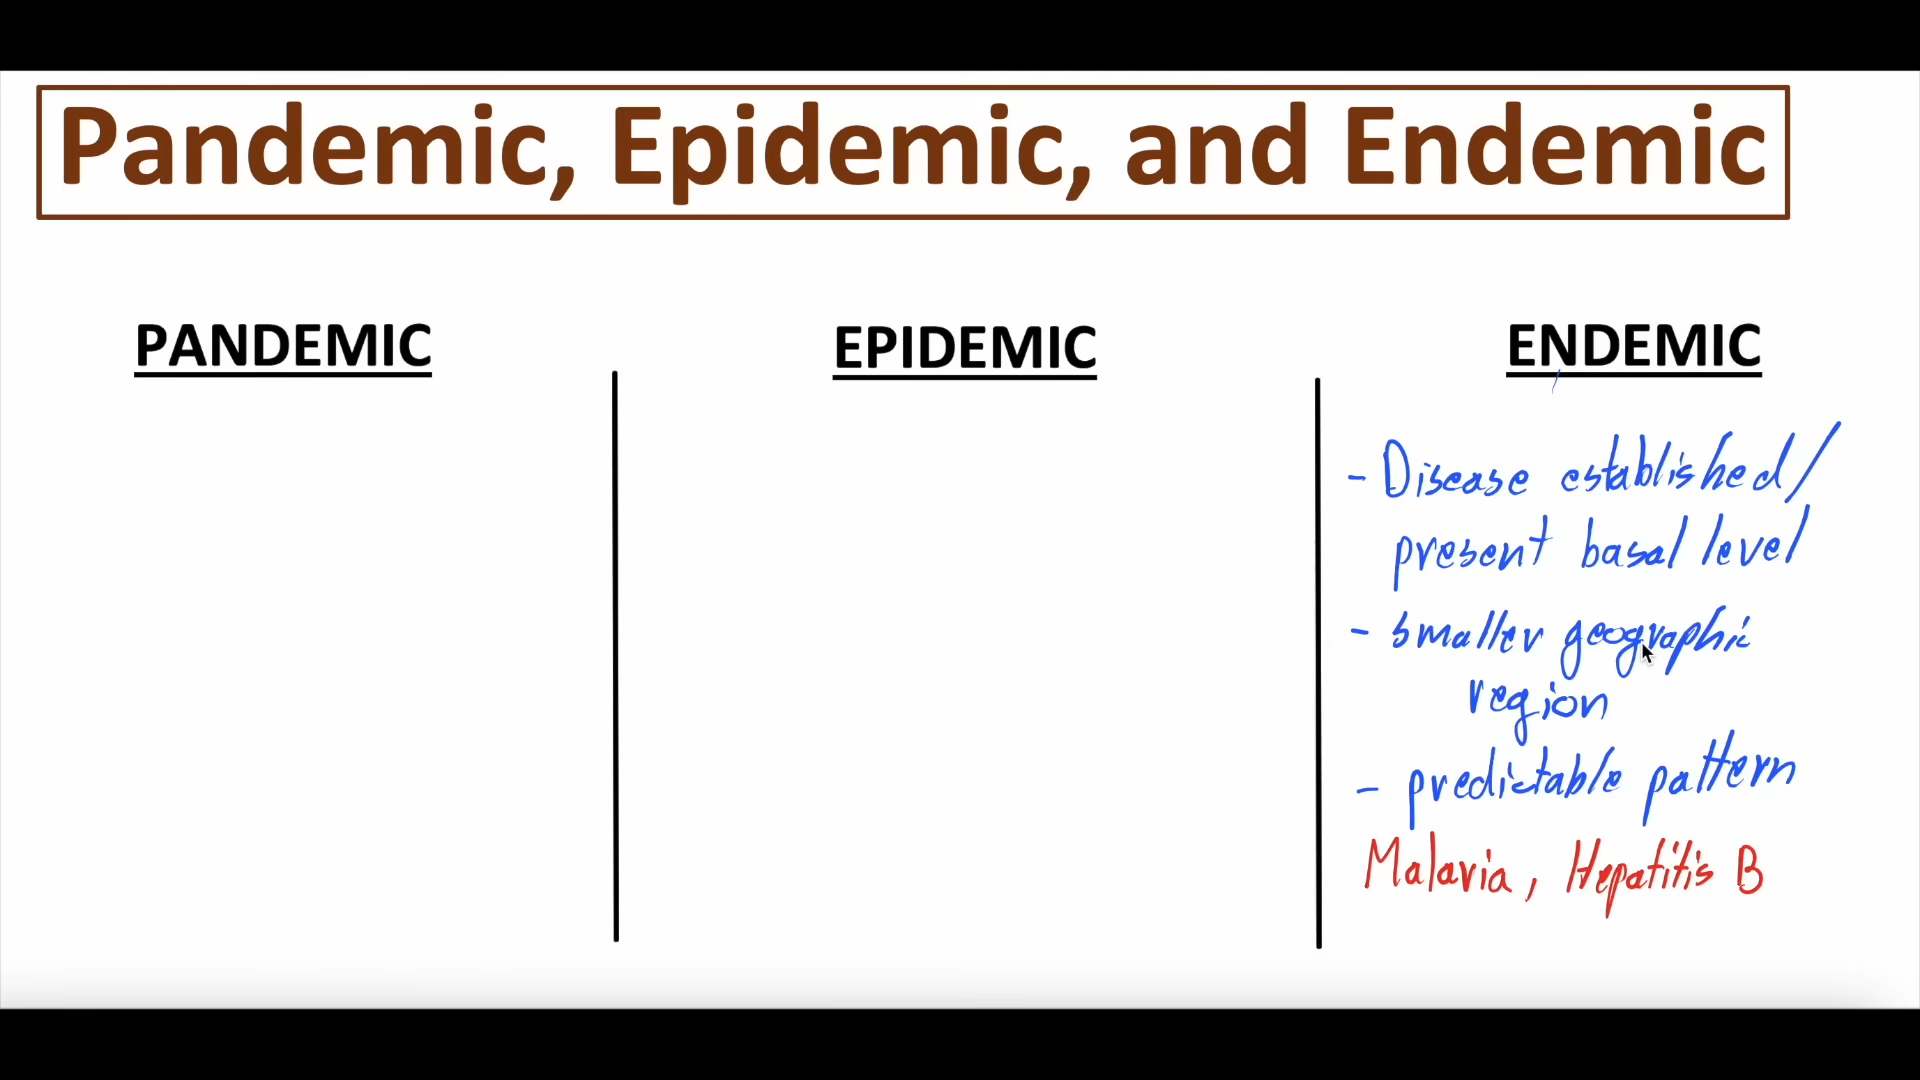 Pandemic, Epidemic, and Endemic
PANDEMIC
EPIDEMIC
ENDEMIC
- Disease established/
present basal level
- smaller geographic
region
- predictable pattern
Malaria, Hepatitis B